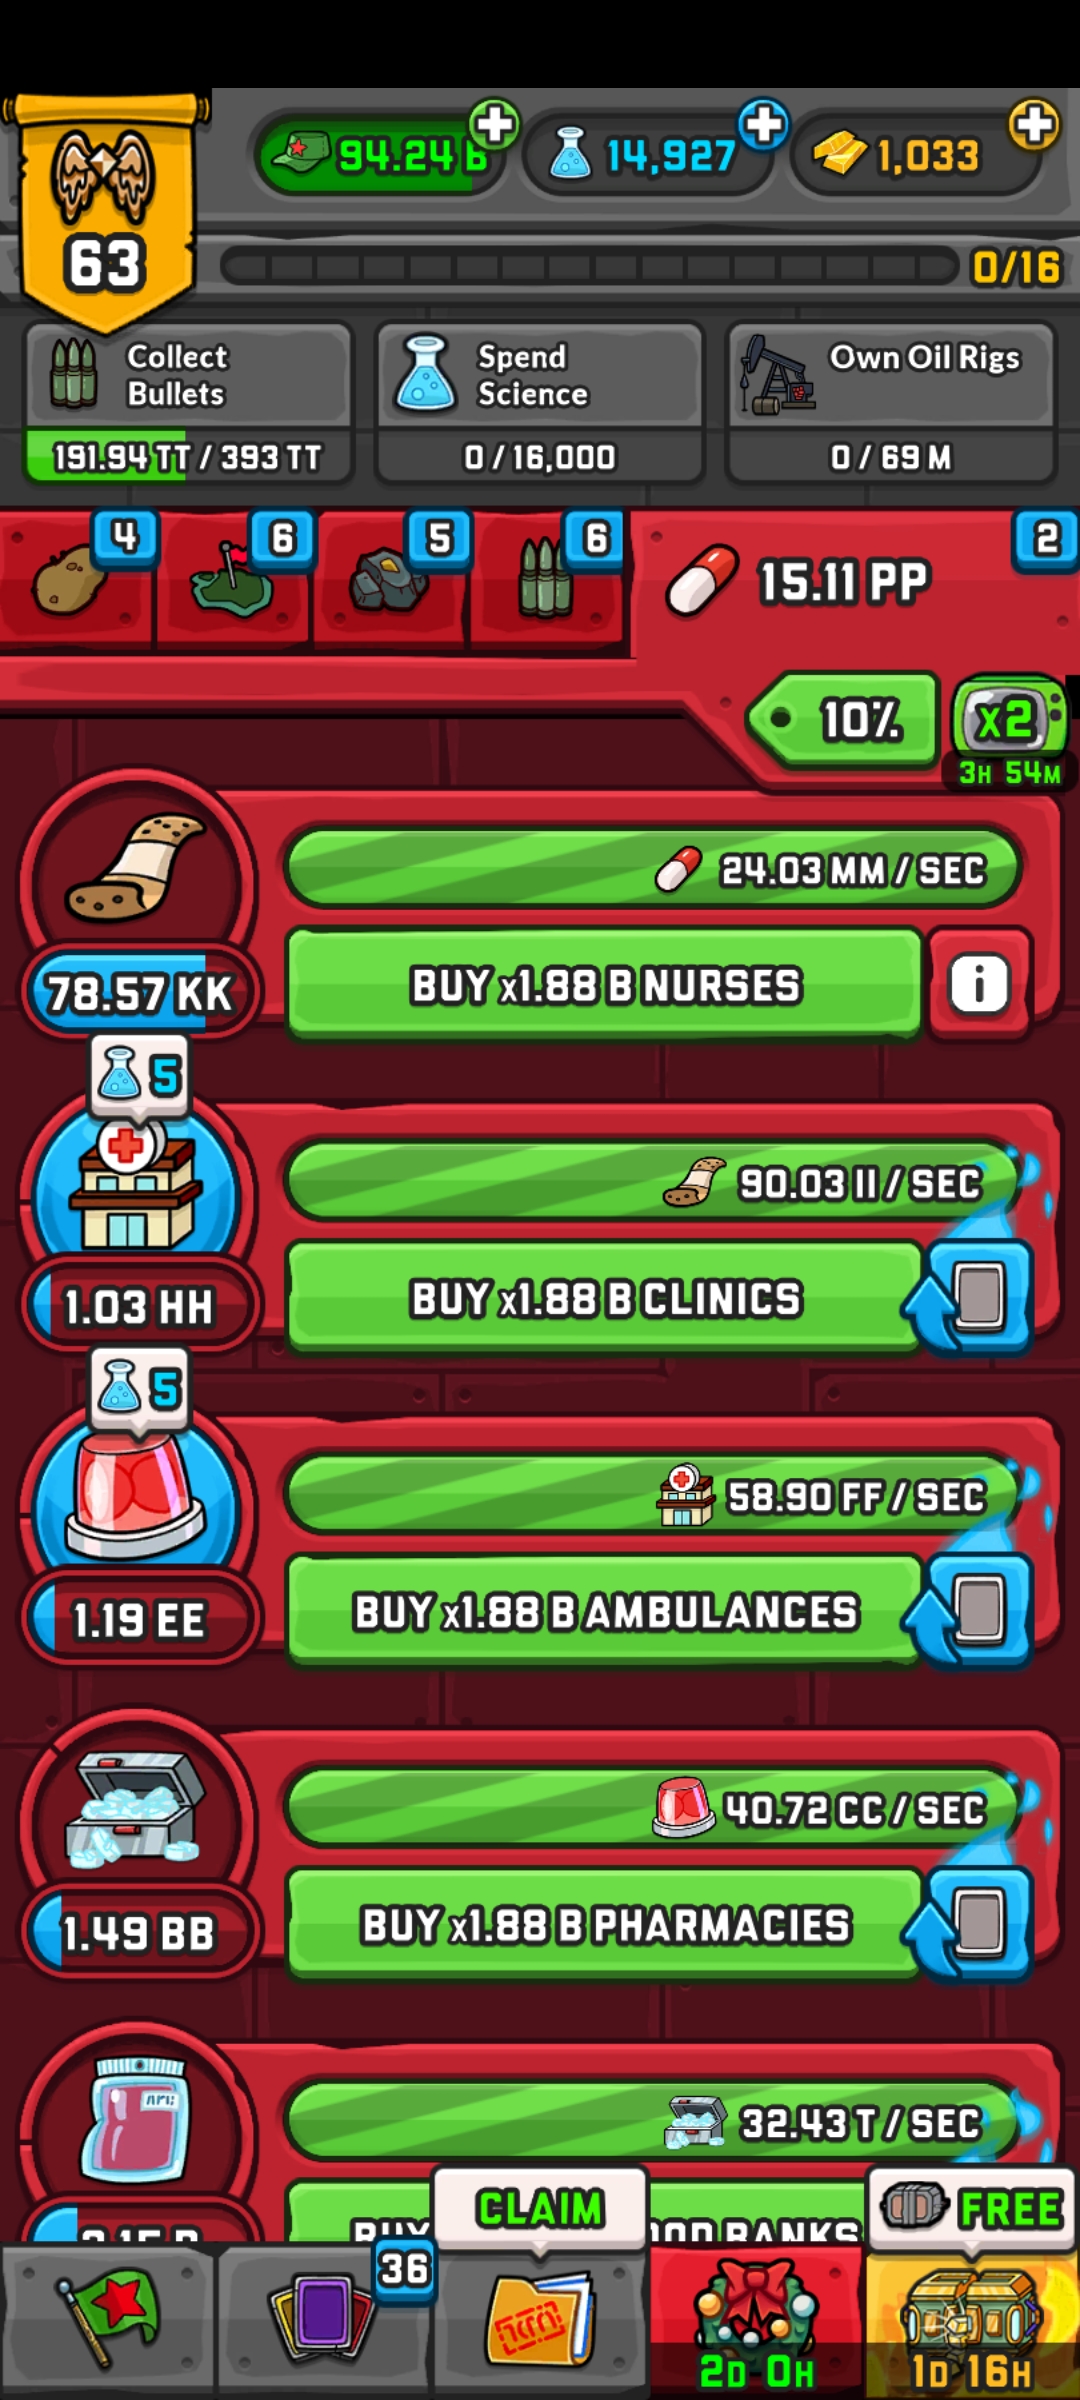 94.24 B
14,927
1,033
63
0/16
Collect
Bullets
191.94 TT / 393 TT
Spend
Science
0 / 16,000
Own Oil Rigs
0 / 69 M
4
6
5
6
2
15.11 PP
10%
x2
3H 54M
24.03 MM / SEC
78.57 KK
BUY x1.88 B NURSES
i
5
90.03 II / SEC
1.03 HH
BUY x1.88 B CLINICS
5
58.90 FF / SEC
1.19 EE
BUY x1.88 B AMBULANCES
40.72 CC / SEC
1.49 BB
BUY x1.88 B PHARMACIES
32.43 T / SEC
BUY
BANKS
CLAIM
FREE
36
2D 0H
1D 16H